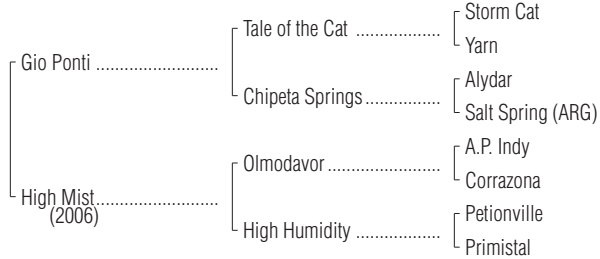 Storm Cat
Tale of the Cat ..................
Yarn
Gio Ponti ..........................
Alydar
Chipeta Springs ................
Salt Spring (ARG)
A.P. Indy
Olmodavor ........................
Corrazona
High Mist ..........................
(2006)
Petionville
High Humidity ..................
Primistal